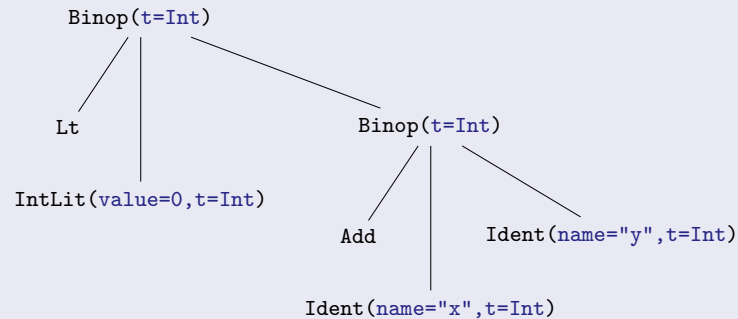 Binop(t=Int)
Lt
Binop(t=Int)
IntLit(value=0,t=Int)
Add
Ident(name="y",t=Int)
Ident(name="x",t=Int)